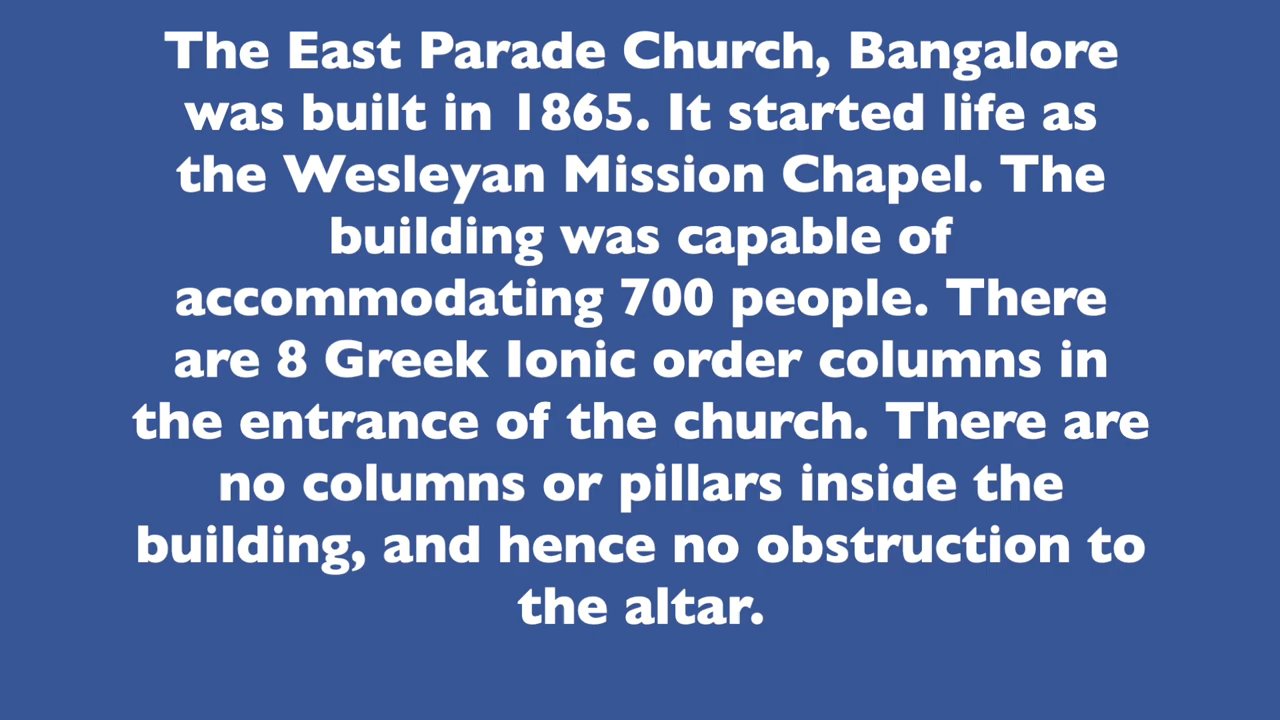 The East Parade Church, Bangalore
was built in 1865. It started life as
the Wesleyan Mission Chapel. The
building was capable of
accommodating 700 people. There
are 8 Greek Ionic order columns in
the entrance of the church. There are
no columns or pillars inside the
building, and hence no obstruction to
the altar.